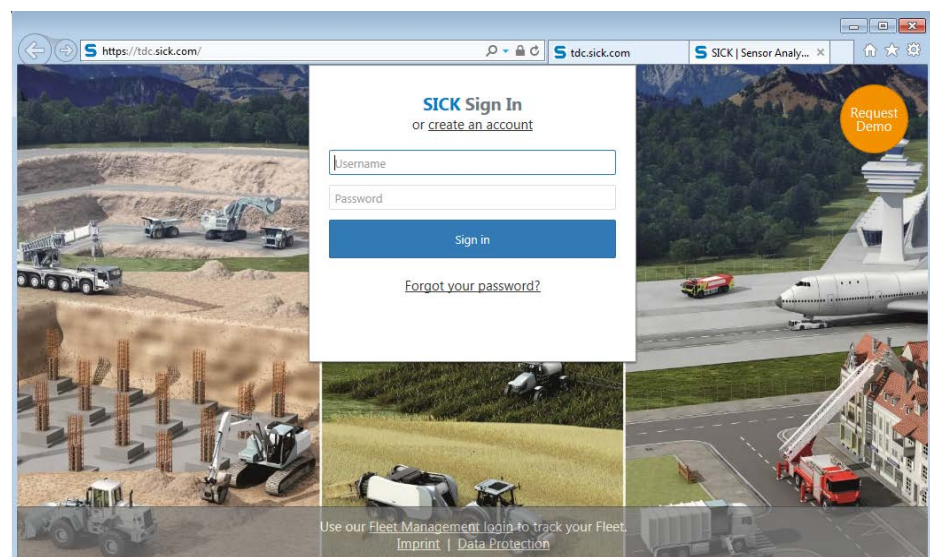 https://tdc.sick.com/
tdc.sick.com
SICK | Sensor Analy...
SICK Sign In
or create an account
Request
Demo
Username
Password
Sign in
Forgot your password?
Use our Fleet Management login to track your Fleet.
Imprint | Data Protection